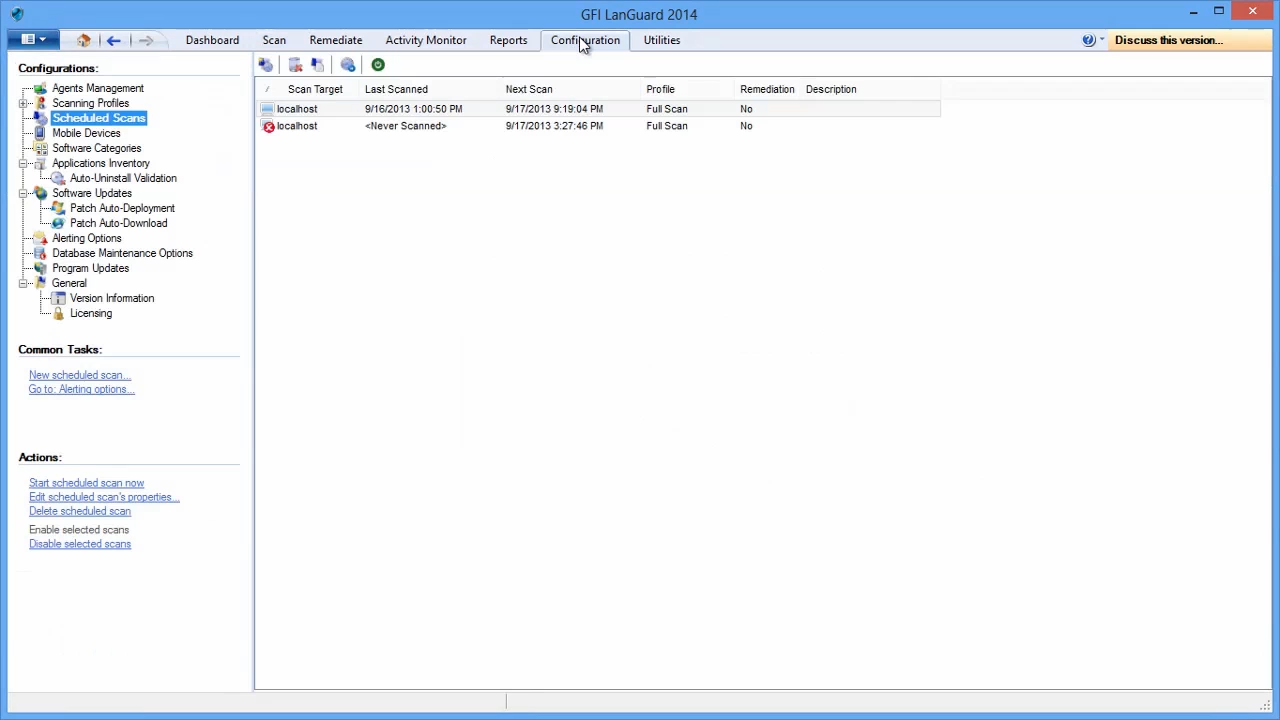 GFI LanGuard 2014
Dashboard Scan Remediate Activity Monitor Reports Configuration Utilities Discuss this version...
Configurations:
Agents Management
Scanning Profiles
Scheduled Scans
Mobile Devices
Software Categories
Applications Inventory
Auto-Uninstall Validation
Software Updates
Patch Auto-Deployment
Patch Auto-Download
Alerting Options
Database Maintenance Options
Program Updates
General
Version Information
Licensing
Common Tasks:
New scheduled scan...
Go to: Alerting options...
Actions:
Start scheduled scan now
Edit scheduled scan's properties...
Delete scheduled scan
Enable selected scans
Disable selected scans
Scan Target Last Scanned Next Scan Profile Remediation Description
localhost 9/16/2013 1:00:50 PM 9/17/2013 9:19:04 PM Full Scan No
localhost <Never Scanned> 9/17/2013 3:27:46 PM Full Scan No